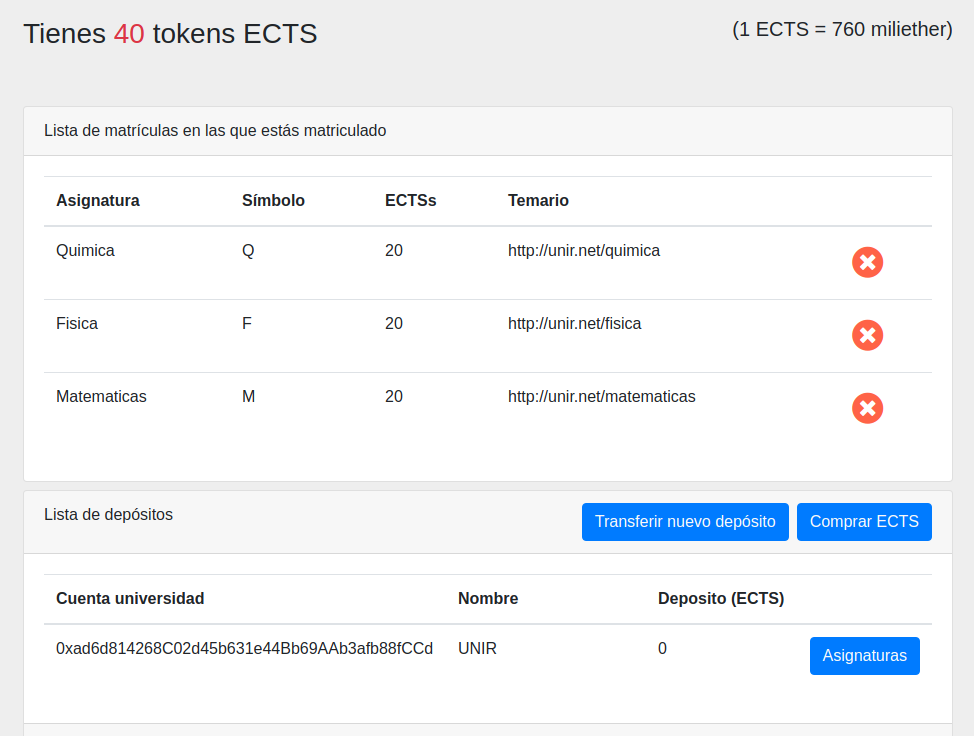 Tienes 40 tokens ECTS
(1 ECTS = 760 miliether)
Lista de matrículas en las que estás matriculado
Asignatura Símbolo ECTSs Temario
Quimica Q 20 http://unir.net/quimica
Fisica F 20 http://unir.net/fisica
Matematicas M 20 http://unir.net/matematicas
Lista de depósitos Transferir nuevo depósito Comprar ECTS
Cuenta universidad Nombre Deposito (ECTS)
0xad6d814268C02d45b631e44Bb69AAb3afb88fCCd UNIR 0 Asignaturas